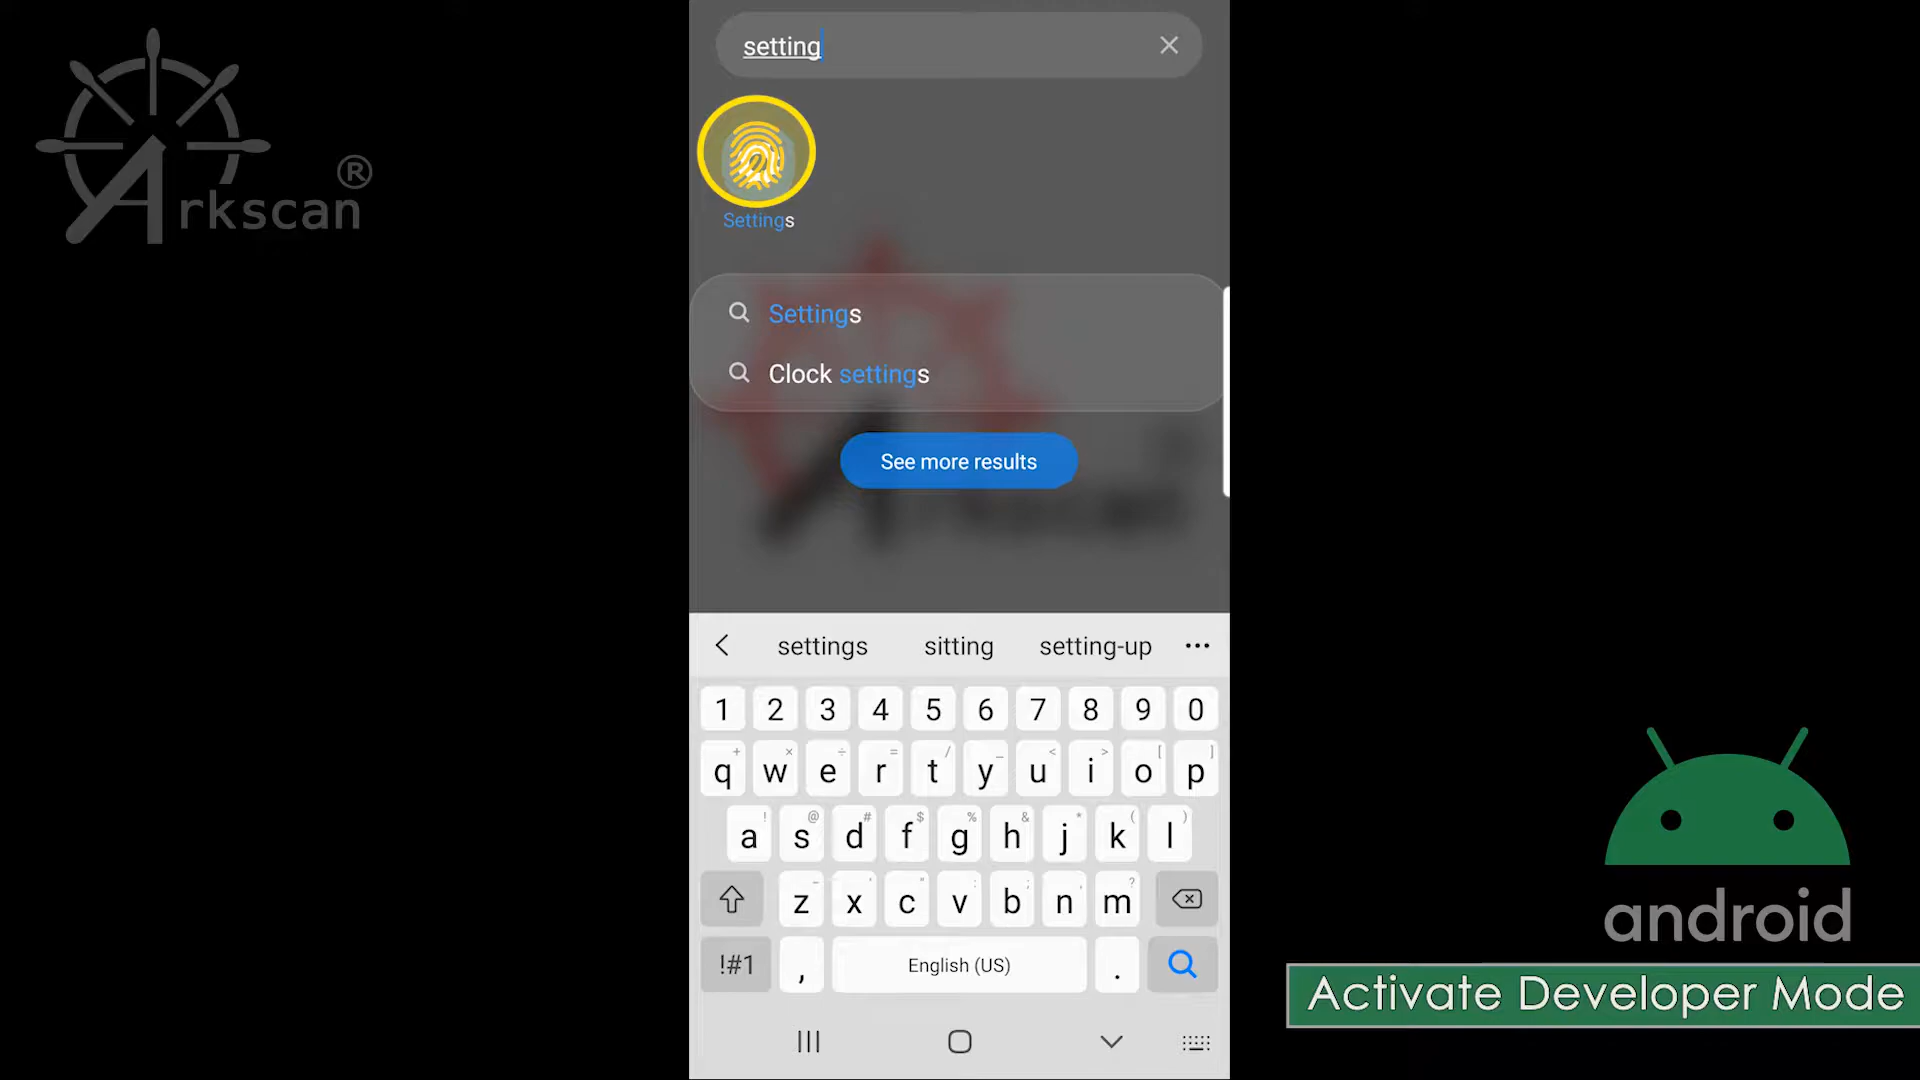 setting
Arkscan®
Settings
Settings
Clock settings
See more results
Arkscan
settings sitting setting-up
1 2 3 4 5 6 7 8 9 0
q w e r t y u i o p
a s d f g h j k l
z x c v b n m
!#1 , English (US) .
android
Activate Developer Mode